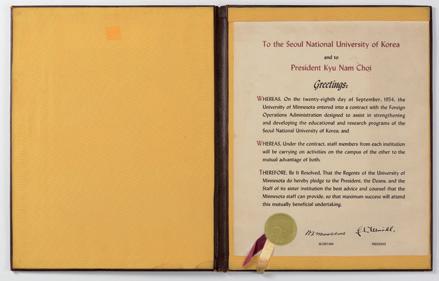 To the Seoul National University of Korea
and to
President Kyu Nam Choi
Greetings:
WHEREAS, On the twenty-eighth day of September, 1954, the
University of Minnesota entered into a contract with the Foreign
Operations Administration designed to assist in strengthening
and developing the educational and research programs of the
Seoul National University of Korea; and
WHEREAS, Under the contract, staff members from each institution
will be carrying on activities on the campus of the other to the
mutual advantage of both:
THEREFORE, Be It Resolved, That the Regents of the University of
Minnesota do hereby pledge to the President, the Deans, and the
Staff of its sister institution the best advice and counsel that the
Minnesota staff can provide, so that maximum success will attend
this mutually beneficial undertaking.
SECRETARY PRESIDENT